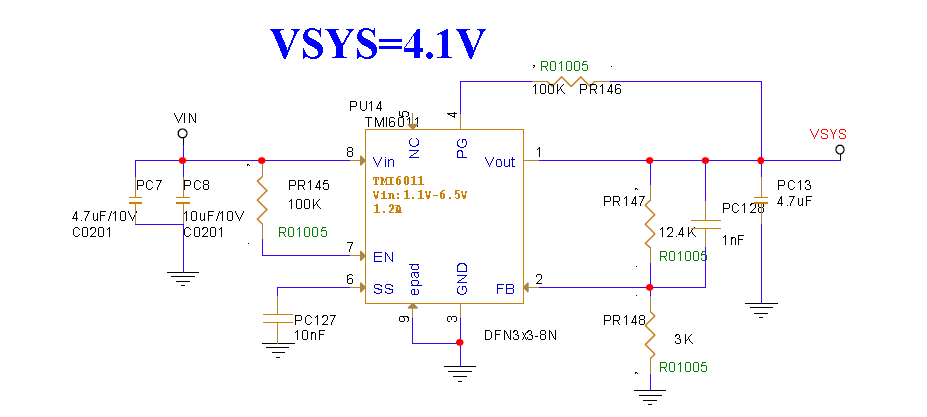 VSYS=4.1V
R01005
100K PR146
PU14
TMI6011
5
4
VIN
NC
PG
VSYS
8
Vin
Vout
1
PC7
PC8
PR145
TMI6011
Vin:1.1V-6.5V
1.2Ω
PR147
PC128
PC13
4.7uF
4.7uF/10V
10uF/10V
100K
C0201
C0201
R01005
12.4K
1nF
7
EN
R01005
6
SS
epad
GND
FB
2
PC127
10nF
9
3
DFN3x3-8N
PR148
3K
R01005